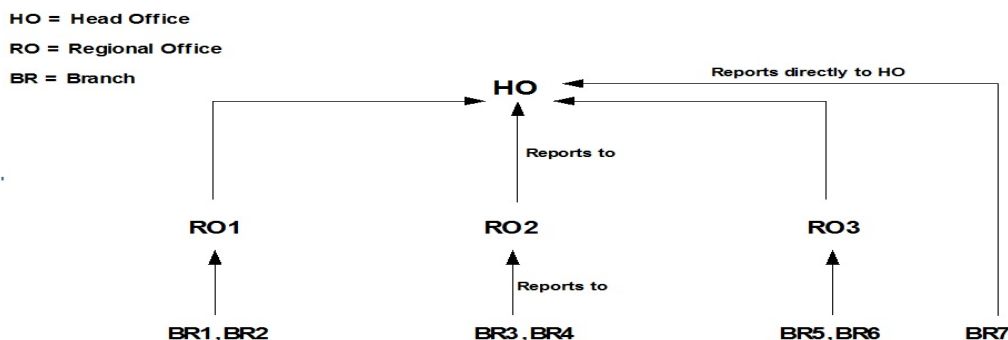 HO = Head Office
RO = Regional Office
BR = Branch
Reports directly to HO
HO
Reports to
RO1
RO2
RO3
Reports to
BR1,BR2
BR3,BR4
BR5,BR6
BR7